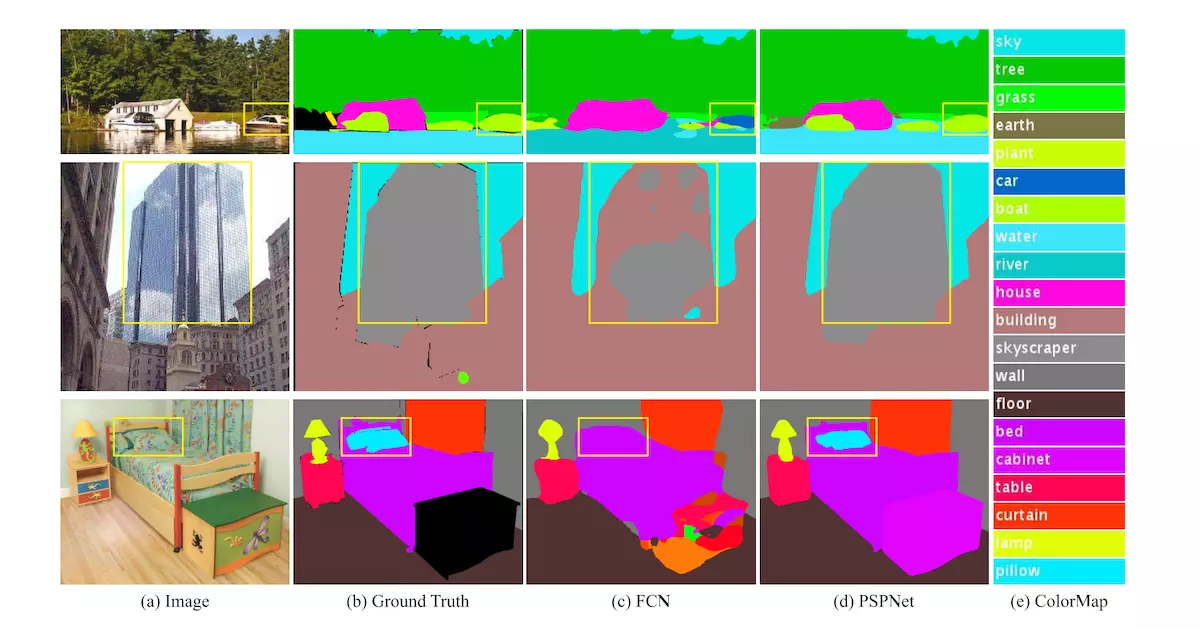 sky
tree
grass
earth
plant
car
boat
water
river
house
building
skyscraper
wall
floor
bed
cabinet
table
curtain
lamp
pillow
(a) Image (b) Ground Truth (c) FCN (d) PSPNet (e) ColorMap